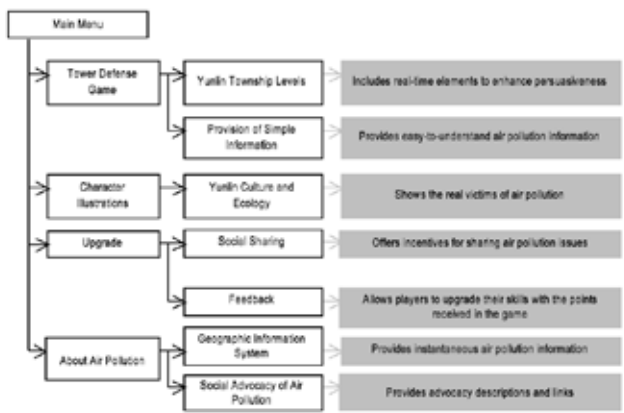 Main Menu
Tower Defense
Game
Yunlin Township Levels
Includes real-time elements to enhance persuasiveness
Provision of Simple
Information
Provides easy-to-understand air pollution information
Character
Illustrations
Yunlin Culture and
Ecology
Shows the real victims of air pollution
Upgrade
Social Sharing
Offers incentives for sharing air pollution issues
Feedback
Allows players to upgrade their skills with the points
received in the game
About Air Pollution
Geographic Information
System
Provides instantaneous air pollution information
Social Advocacy of Air
Pollution
Provides advocacy descriptions and links